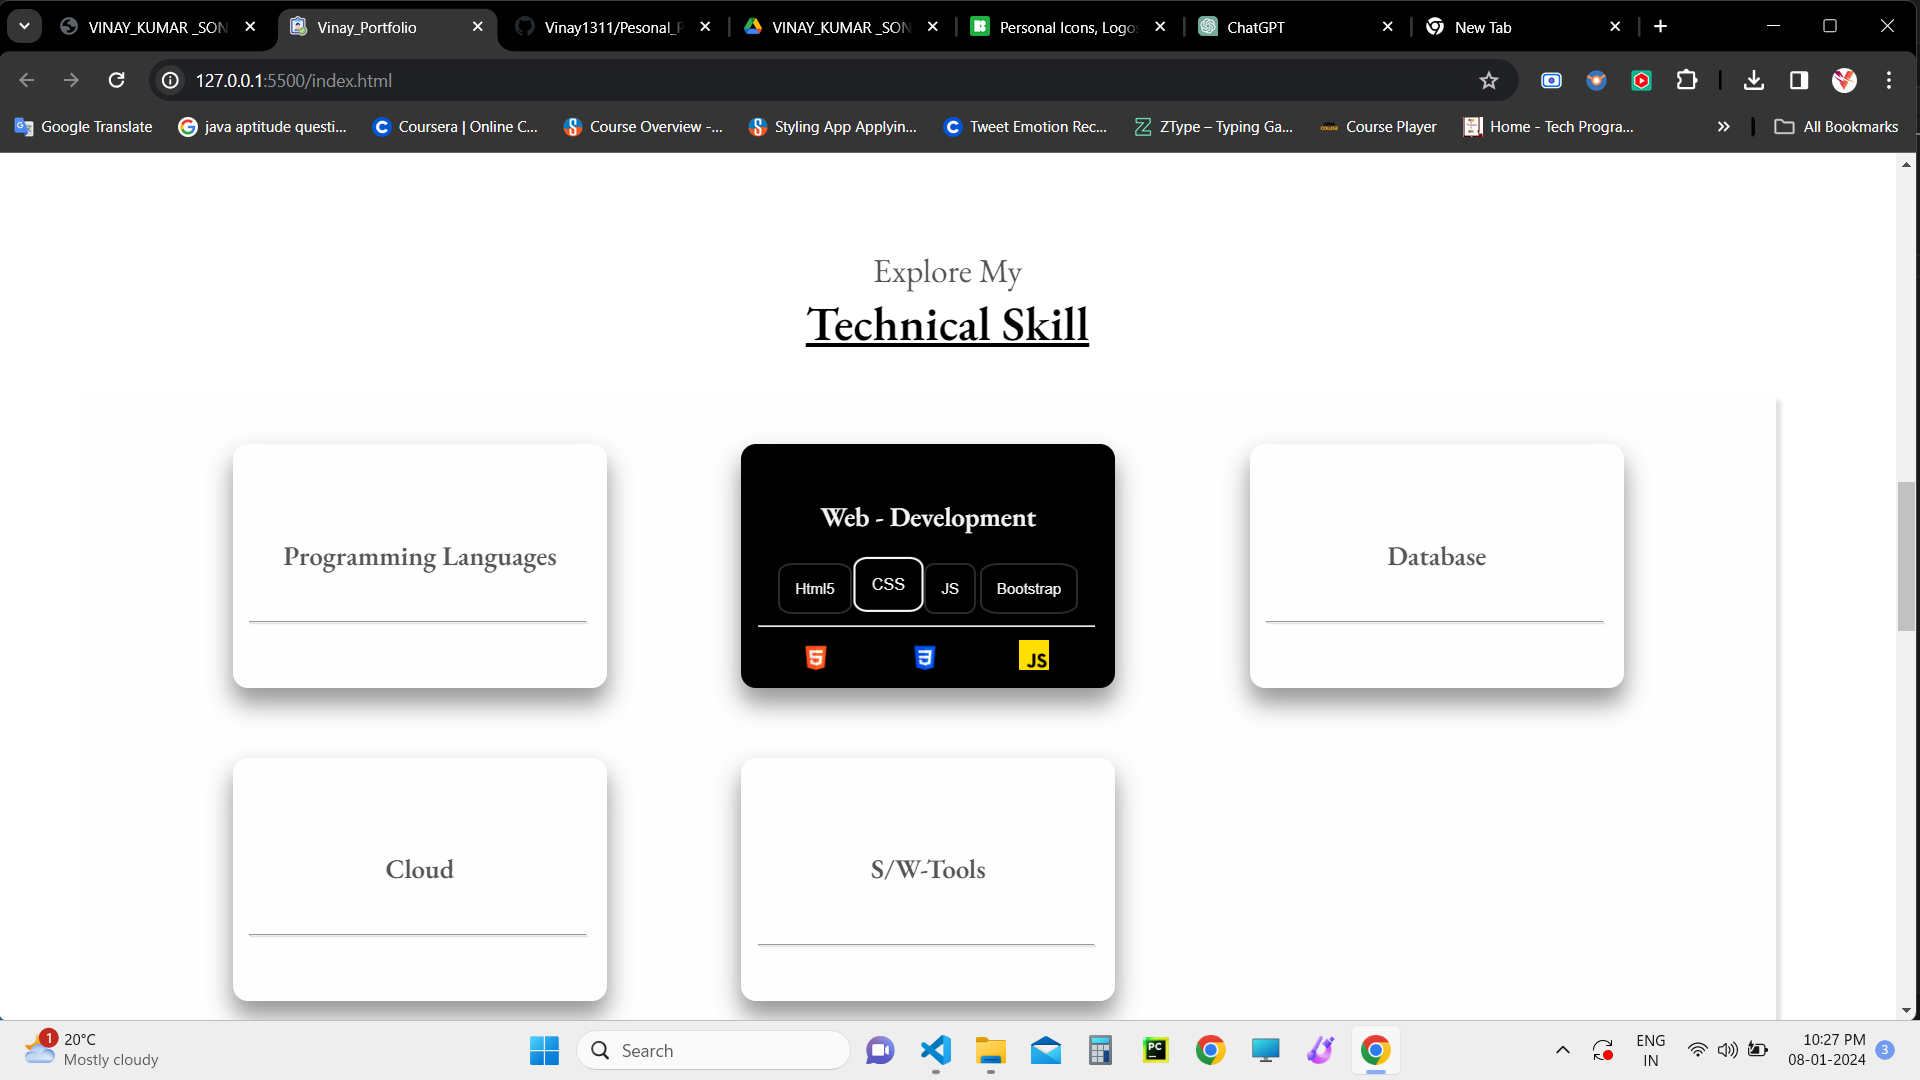 VINAY_KUMAR _SON
Vinay_Portfolio
Vinay1311/Pesonal_P
VINAY_KUMAR _SON
Personal Icons, Logos
ChatGPT
New Tab
127.0.0.1:5500/index.html
Google Translate
java aptitude questi...
Coursera | Online C...
Course Overview -...
Styling App Applyin...
Tweet Emotion Rec...
ZType – Typing Ga...
Course Player
Home - Tech Progra...
All Bookmarks
Explore My
Technical Skill
Programming Languages
Web - Development
Html5
CSS
JS
Bootstrap
5
3
JS
Database
Cloud
S/W-Tools
1
20°C
Mostly cloudy
Search
PC
ENG
IN
10:27 PM
08-01-2024
3